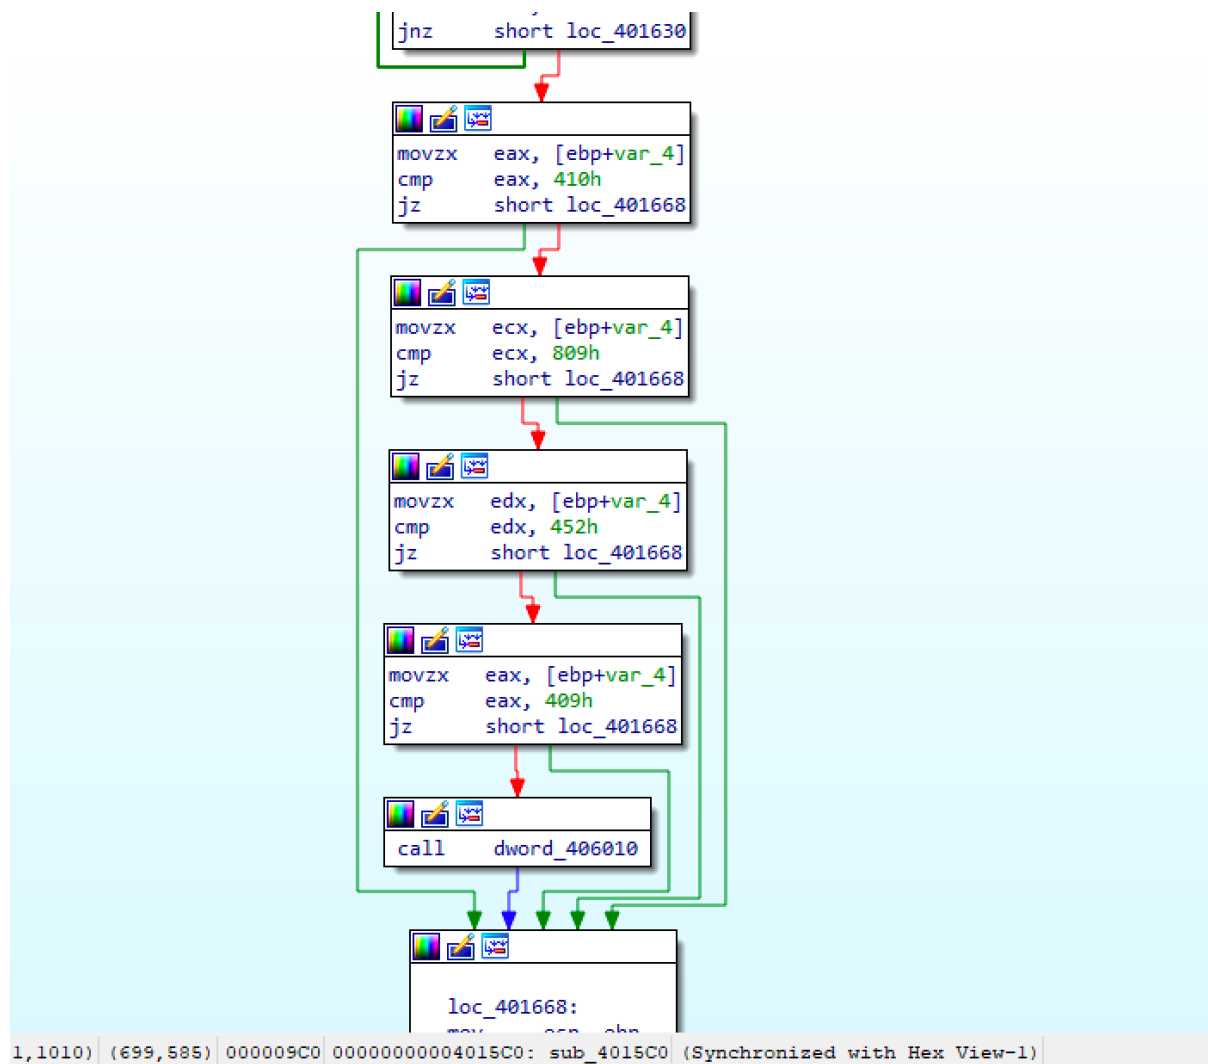 jnz short loc_401630
movzx eax, [ebp+var_4]
cmp eax, 410h
jz short loc_401668
movzx ecx, [ebp+var_4]
cmp ecx, 809h
jz short loc_401668
movzx edx, [ebp+var_4]
cmp edx, 452h
jz short loc_401668
movzx eax, [ebp+var_4]
cmp eax, 409h
jz short loc_401668
call dword_406010
loc_401668:
mov esp, ebp
1,1010) (699,585) 000009C0 00000000004015C0: sub_4015C0 (Synchronized with Hex View-1)